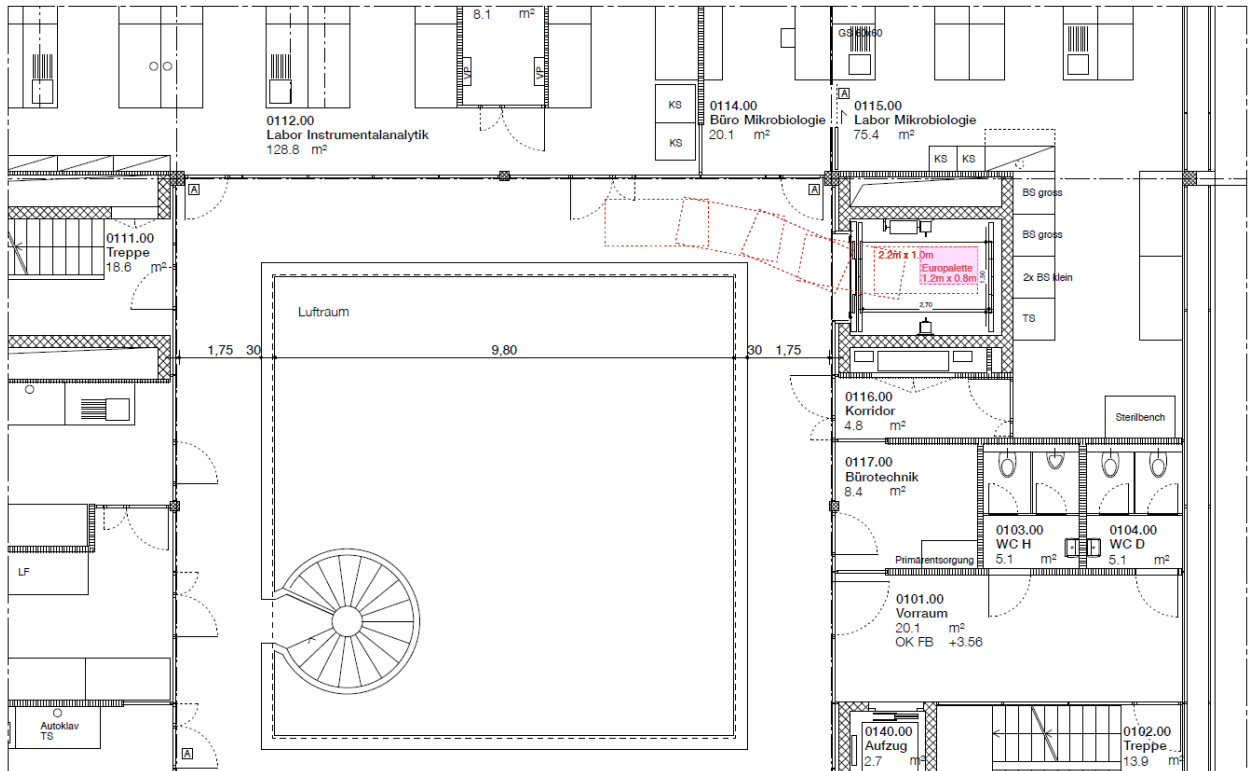 8.1 m²
GS 60x60
VP
VP
KS
KS
0112.00
Labor Instrumentalanalytik
128.8 m²
0114.00
Büro Mikrobiologie
20.1 m²
A
0115.00
Labor Mikrobiologie
75.4 m²
KS KS
A
A
BS gross
BS gross
2x BS klein
TS
0111.00
Treppe
18.6 m²
2.2m x 1.0m
Europalette
1.2m x 0.8m
1,50
2,70
Luftraum
1,75 30 9,80 30 1,75
0116.00
Korridor
4.8 m²
Sterilbench
0117.00
Bürotechnik
8.4 m²
0103.00
WC H
5.1 m²
0104.00
WC D
5.1 m²
Primärentsorgung
LF
0101.00
Vorraum
20.1 m²
OK FB +3.56
Autoklav
TS
A
0140.00
Aufzug
2.7 m²
0102.00
Treppe
13.9 m²